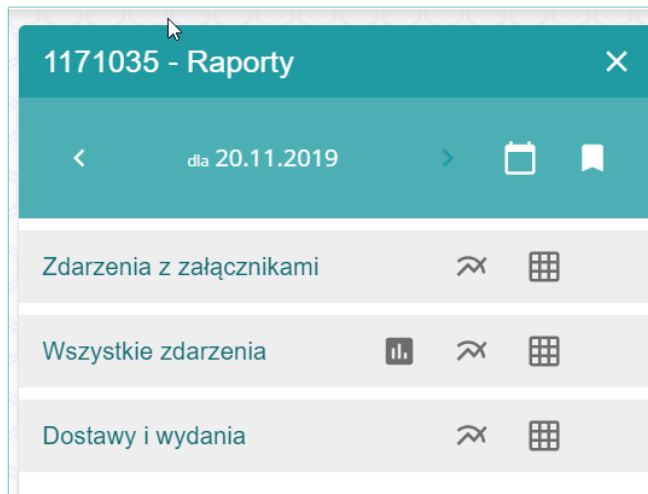 1171035 - Raporty
dla 20.11.2019
Zdarzenia z załącznikami
Wszystkie zdarzenia
Dostawy i wydania